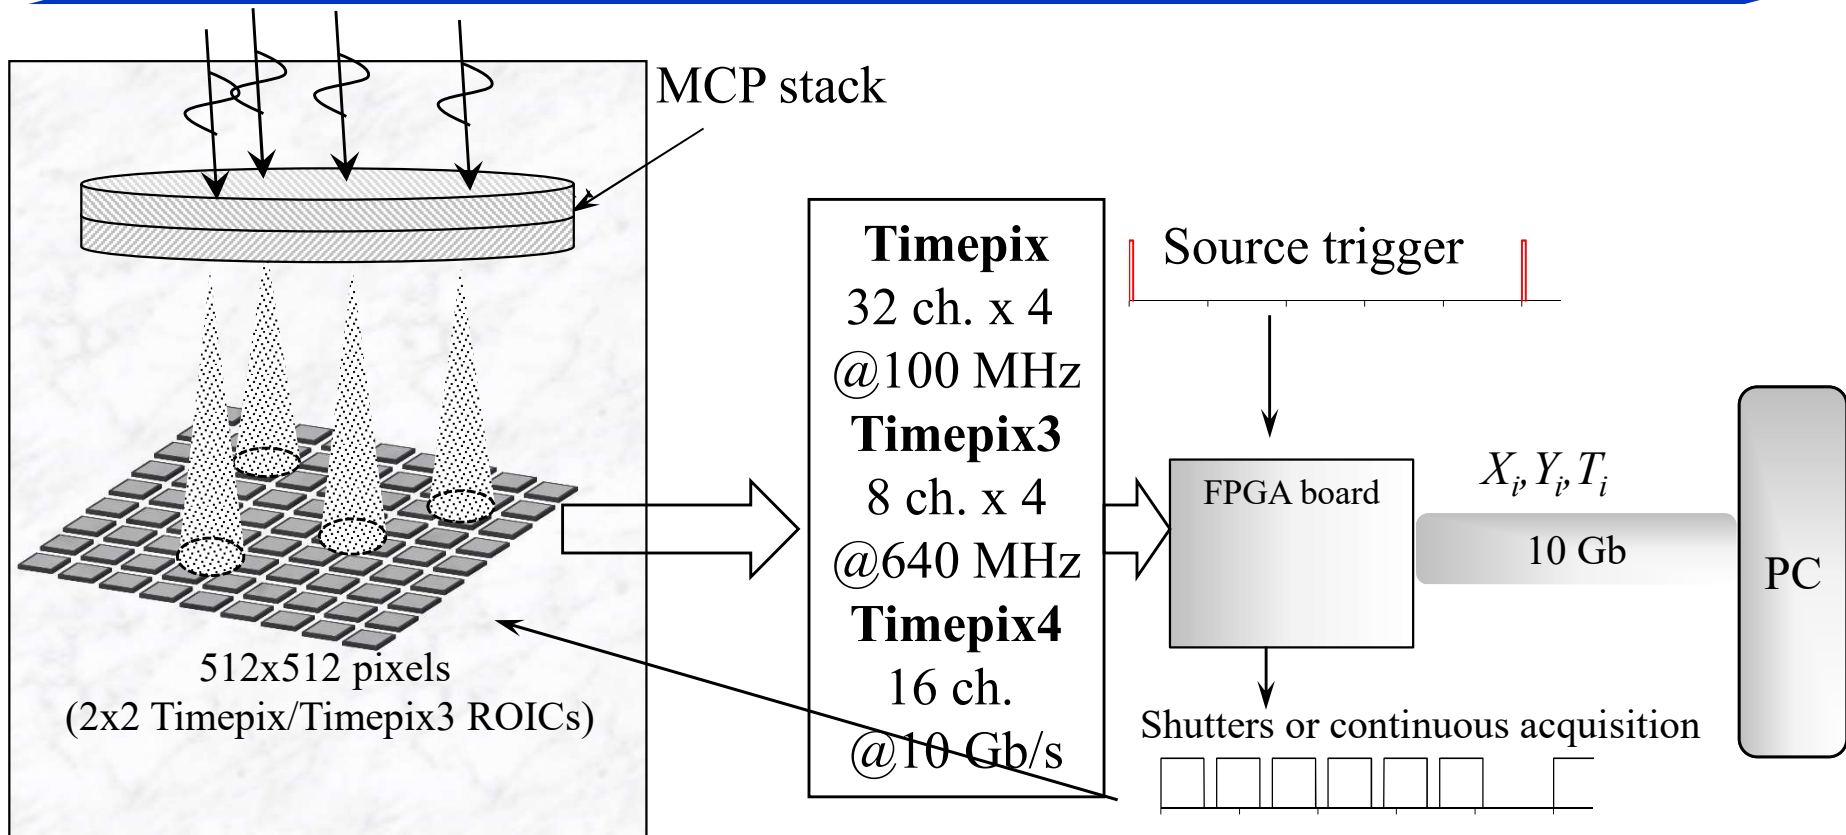 MCP stack
512x512 pixels
(2x2 Timepix/Timepix3 ROICs)
Timepix
32 ch. x 4
@100 MHz
Timepix3
8 ch. x 4
@640 MHz
Timepix4
16 ch.
@10 Gb/s
Source trigger
FPGA board
Shutters or continuous acquisition
Xi, Yi, Ti
10 Gb
PC